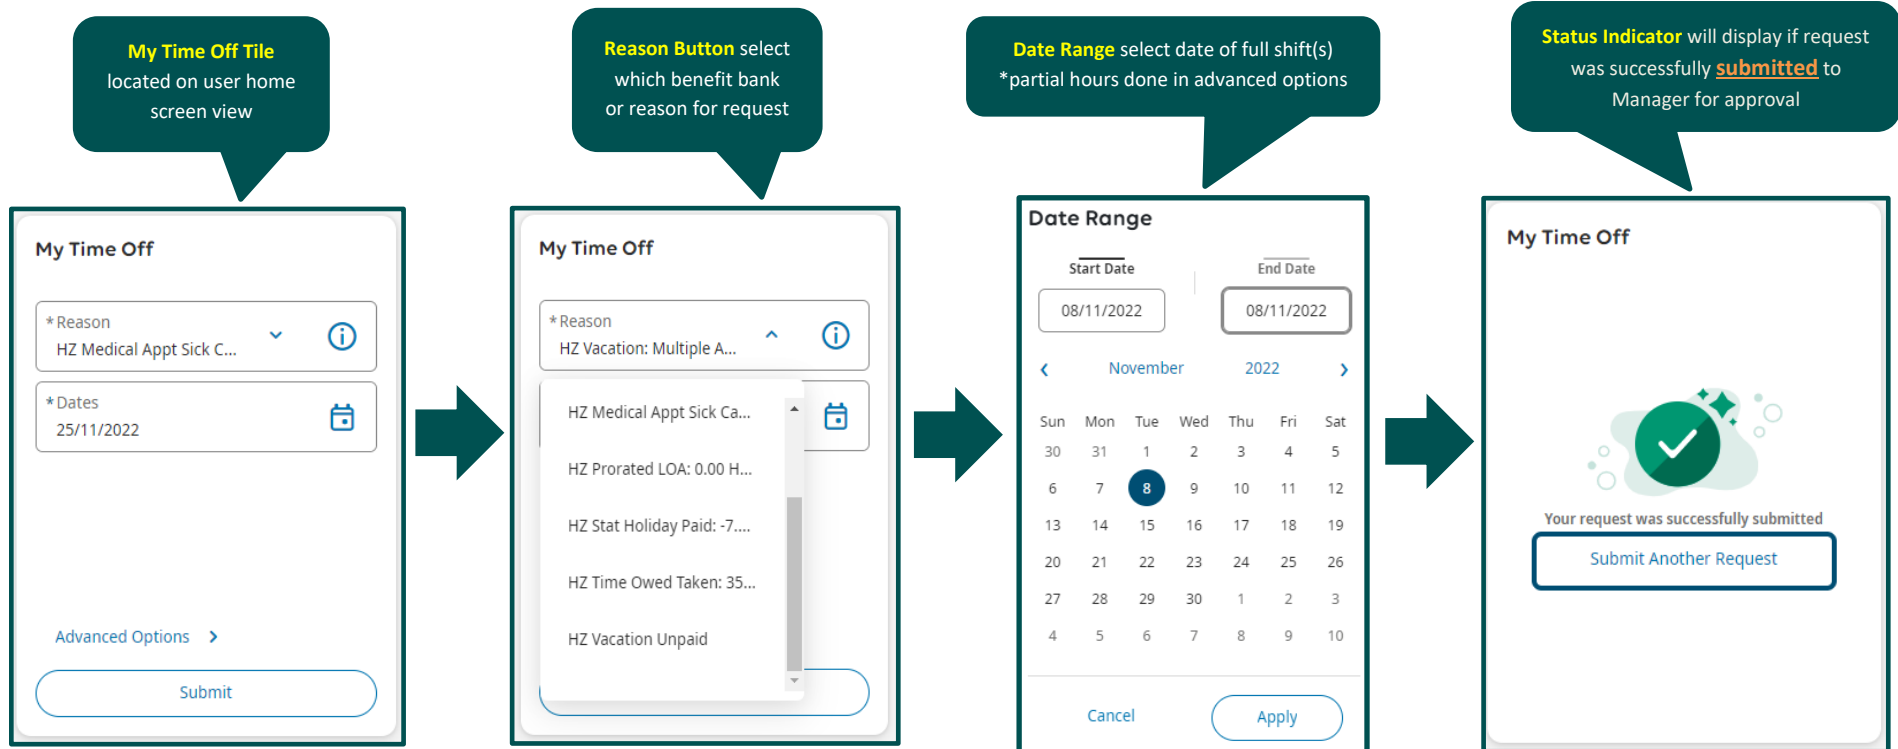 My Time Off Tile
located on user home
screen view
Reason Button select
which benefit bank
or reason for request
Date Range select date of full shift(s)
*partial hours done in advanced options
Status Indicator will display if request
was successfully submitted to
Manager for approval
My Time Off
*Reason
HZ Medical Appt Sick C...
*Dates
25/11/2022
Advanced Options
Submit
My Time Off
*Reason
HZ Vacation: Multiple A...
HZ Medical Appt Sick Ca...
HZ Prorated LOA: 0.00 H...
HZ Stat Holiday Paid: -7....
HZ Time Owed Taken: 35...
HZ Vacation Unpaid
Date Range
Start Date End Date
08/11/2022 08/11/2022
November 2022
Sun Mon Tue Wed Thu Fri Sat
30 31 1 2 3 4 5
6 7 8 9 10 11 12
13 14 15 16 17 18 19
20 21 22 23 24 25 26
27 28 29 30 1 2 3
4 5 6 7 8 9 10
Cancel Apply
My Time Off
Your request was successfully submitted
Submit Another Request